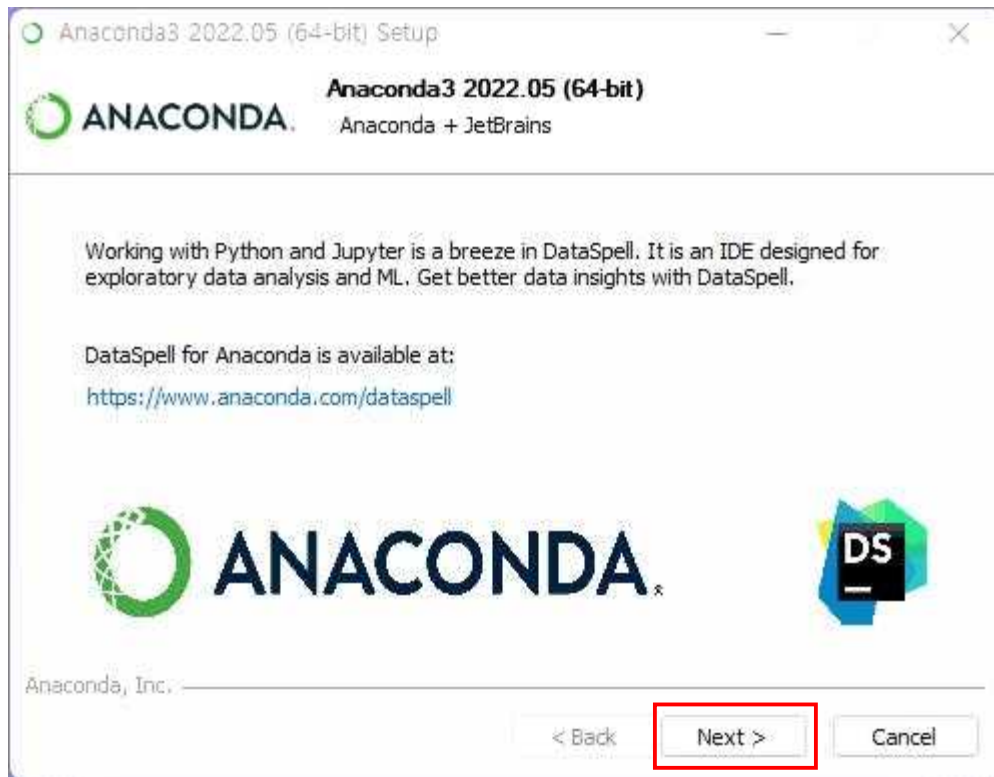 Anaconda3 2022.05 (64-bit) Setup
ANACONDA.
Anaconda3 2022.05 (64-bit)
Anaconda + JetBrains
Working with Python and Jupyter is a breeze in DataSpell. It is an IDE designed for
exploratory data analysis and ML. Get better data insights with DataSpell.
DataSpell for Anaconda is available at:
https://www.anaconda.com/dataspell
ANACONDA®
DS
Anaconda, Inc.
< Back
Next >
Cancel